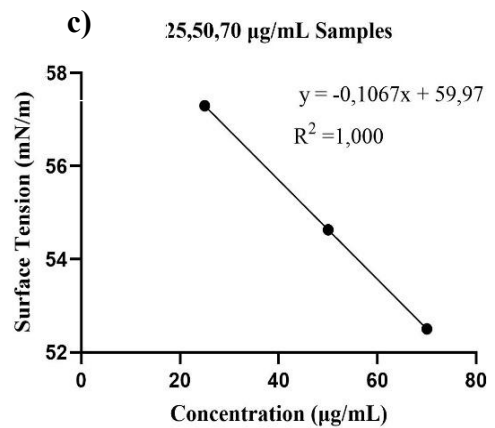 c)
25,50,70 µg/mL Samples
y = -0,1067x + 59,97
R² =1,000
58
56
54
52
0 20 40 60 80
Surface Tension (mN/m)
Concentration (µg/mL)